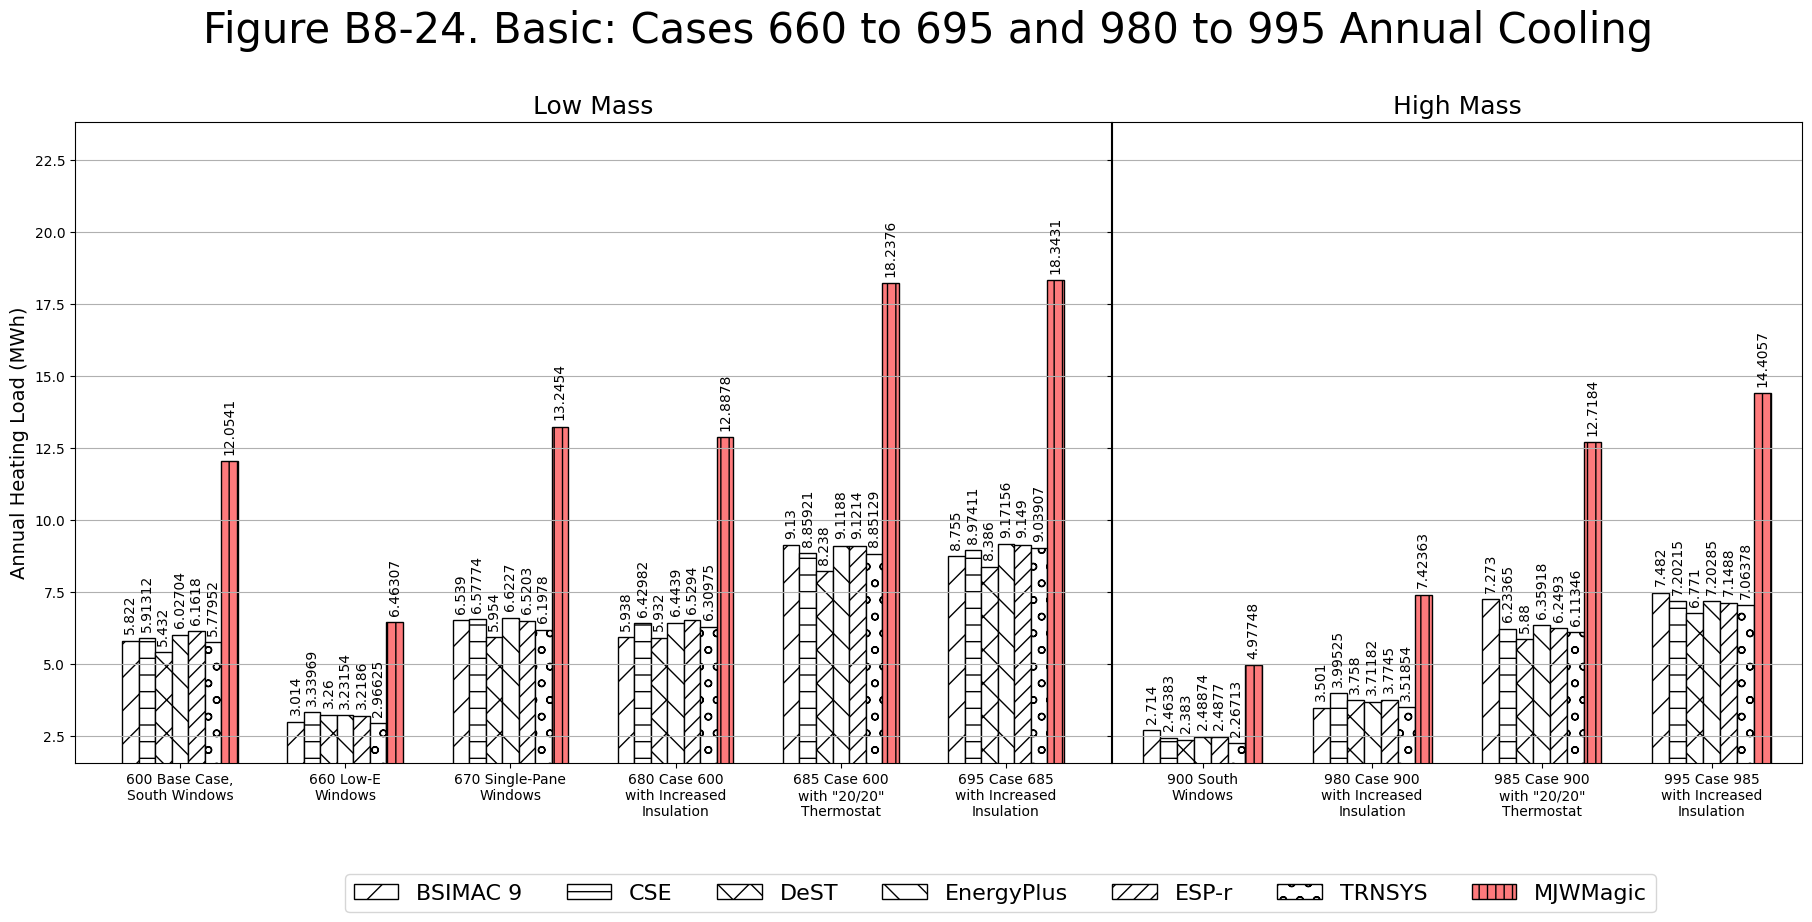 Figure B8-24. Basic: Cases 660 to 695 and 980 to 995 Annual Cooling
Low Mass
High Mass
Annual Heating Load (MWh)
22.5
20.0
17.5
15.0
12.5
10.0
7.5
5.0
2.5
5.822
5.91312
5.432
6.02704
6.1618
5.77952
12.0541
3.014
3.33969
3.26
3.23154
3.2186
2.96625
6.46307
6.539
6.57774
5.954
6.6227
6.5203
6.1978
13.2454
5.938
6.42982
5.932
6.4439
6.5294
6.30975
12.8878
9.13
8.85921
8.238
9.1188
9.1214
8.85129
18.2376
8.755
8.97411
8.386
9.17156
9.149
9.03907
18.3431
2.714
2.46383
2.383
2.48874
2.4877
2.26713
4.97748
3.501
3.99525
3.758
3.71182
3.7745
3.51854
7.42363
7.273
6.23365
5.88
6.35918
6.2493
6.11346
12.7184
7.482
7.20215
6.771
7.20285
7.1488
7.06378
14.4057
600 Base Case,
South Windows
660 Low-E
Windows
670 Single-Pane
Windows
680 Case 600
with Increased
Insulation
685 Case 600
with "20/20"
Thermostat
695 Case 685
with Increased
Insulation
900 South
Windows
980 Case 900
with Increased
Insulation
985 Case 900
with "20/20"
Thermostat
995 Case 985
with Increased
Insulation
BSIMAC 9
CSE
DeST
EnergyPlus
ESP-r
TRNSYS
MJWMagic